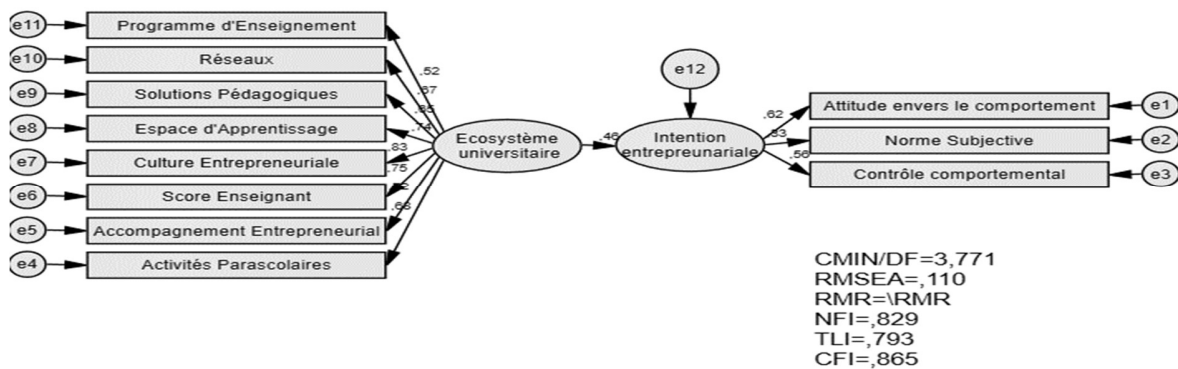 e11 Programme d'Enseignement
e10 Réseaux
e9 Solutions Pédagogiques
e8 Espace d'Apprentissage
e7 Culture Entrepreneuriale
e6 Score Enseignant
e5 Accompagnement Entrepreneurial
e4 Activités Parascolaires
.52
.67
.74
.83
.75
.68
Ecosystème
universitaire
.46
e12
Intention
entrepreunariale
.62
.56
Attitude envers le comportement e1
Norme Subjective e2
Contrôle comportemental e3
CMIN/DF=3,771
RMSEA=,110
RMR=\RMR
NFI=,829
TLI=,793
CFI=,865